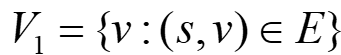 V₁ = {v : (s, v) ∈ E}